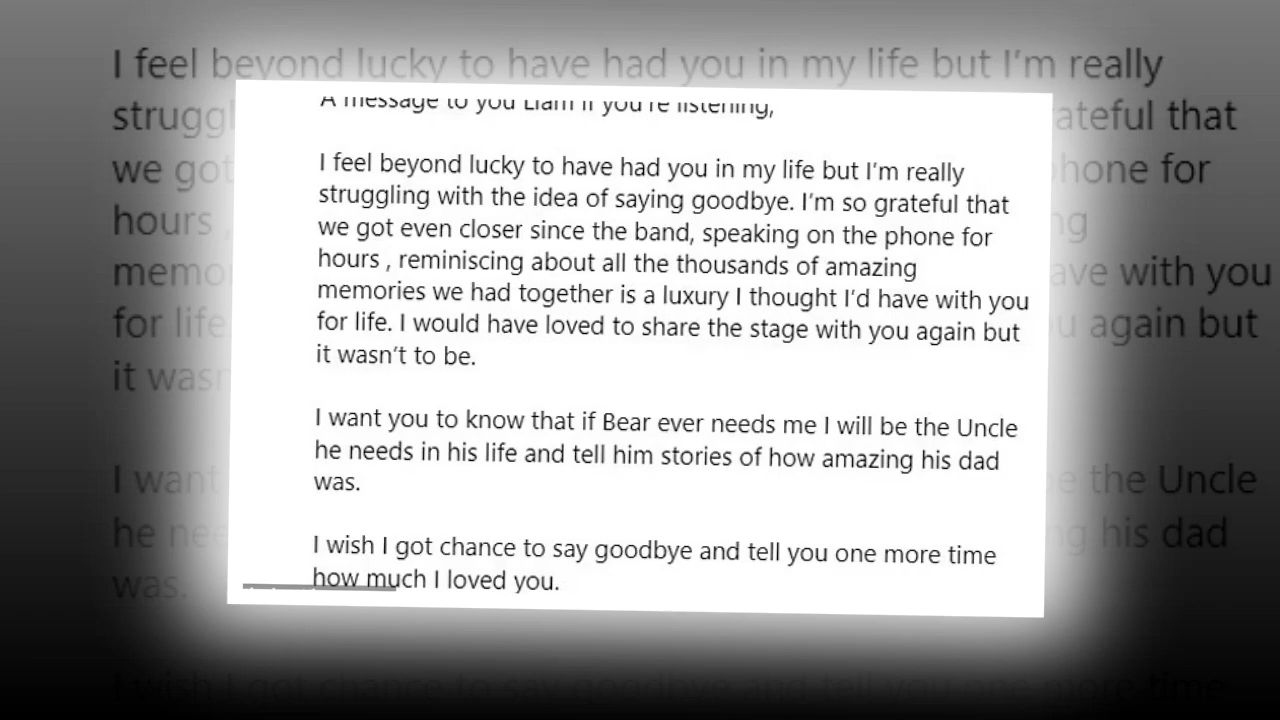 A message to you Liam if you're listening,
I feel beyond lucky to have had you in my life but I'm really
struggling with the idea of saying goodbye. I'm so grateful that
we got even closer since the band, speaking on the phone for
hours , reminiscing about all the thousands of amazing
memories we had together is a luxury I thought I'd have with you
for life. I would have loved to share the stage with you again but
it wasn't to be.
I want you to know that if Bear ever needs me I will be the Uncle
he needs in his life and tell him stories of how amazing his dad
was.
I wish I got chance to say goodbye and tell you one more time
how much I loved you.